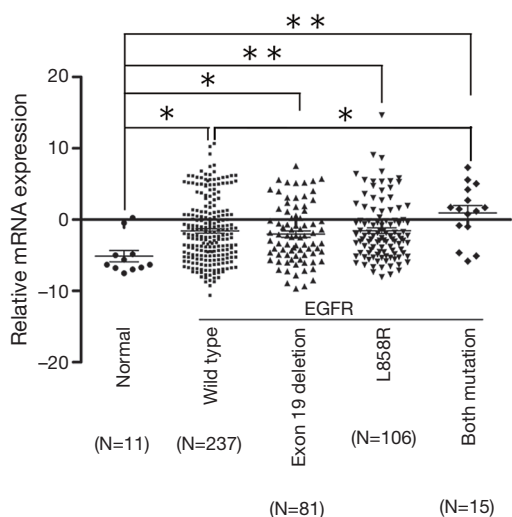 **
**
*
*
*
20
10
0
−10
−20
Relative mRNA expression
EGFR
Normal
Wild type
Exon 19 deletion
L858R
Both mutation
(N=11)
(N=237)
(N=106)
(N=81)
(N=15)